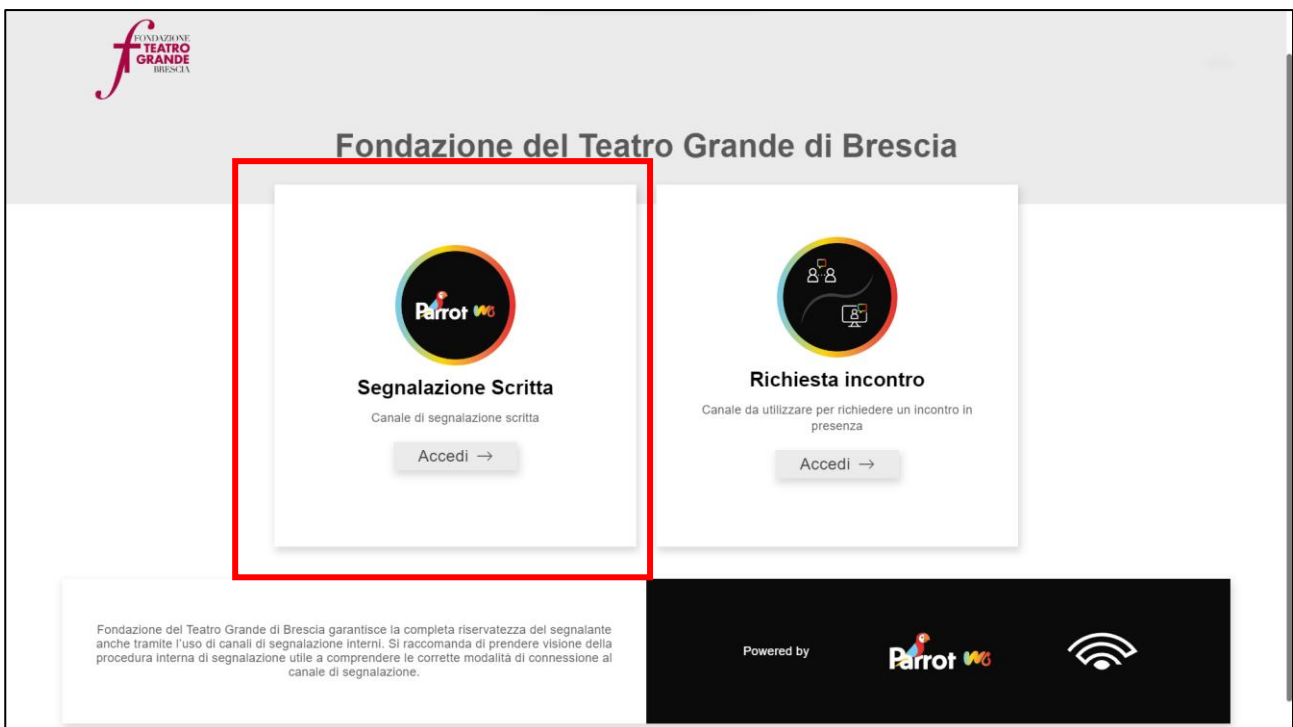 FONDAZIONE
TEATRO
GRANDE
BRESCIA
Fondazione del Teatro Grande di Brescia
Parrot WB
Segnalazione Scritta
Canale di segnalazione scritta
Accedi →
Richiesta incontro
Canale da utilizzare per richiedere un incontro in
presenza
Accedi →
Fondazione del Teatro Grande di Brescia garantisce la completa riservatezza del segnalante
anche tramite l'uso di canali di segnalazione interni. Si raccomanda di prendere visione della
procedura interna di segnalazione utile a comprendere le corrette modalità di connessione al
canale di segnalazione.
Powered by
Parrot WB